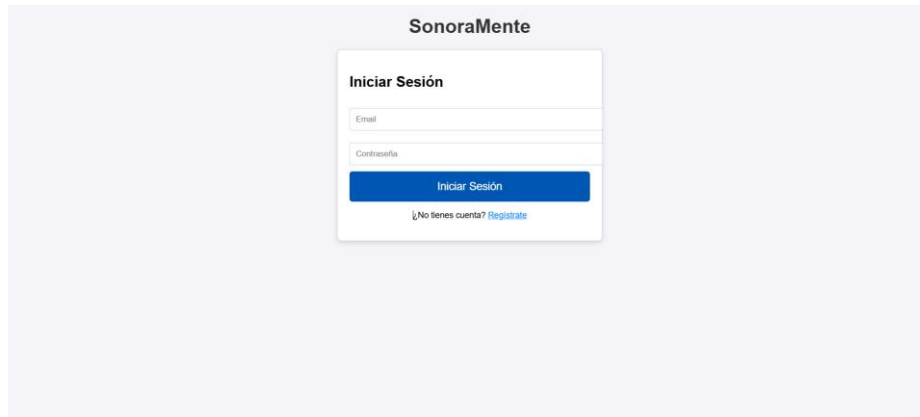 SonoraMente
Iniciar Sesión
Email
Contraseña
Iniciar Sesión
¿No tienes cuenta? Regístrate